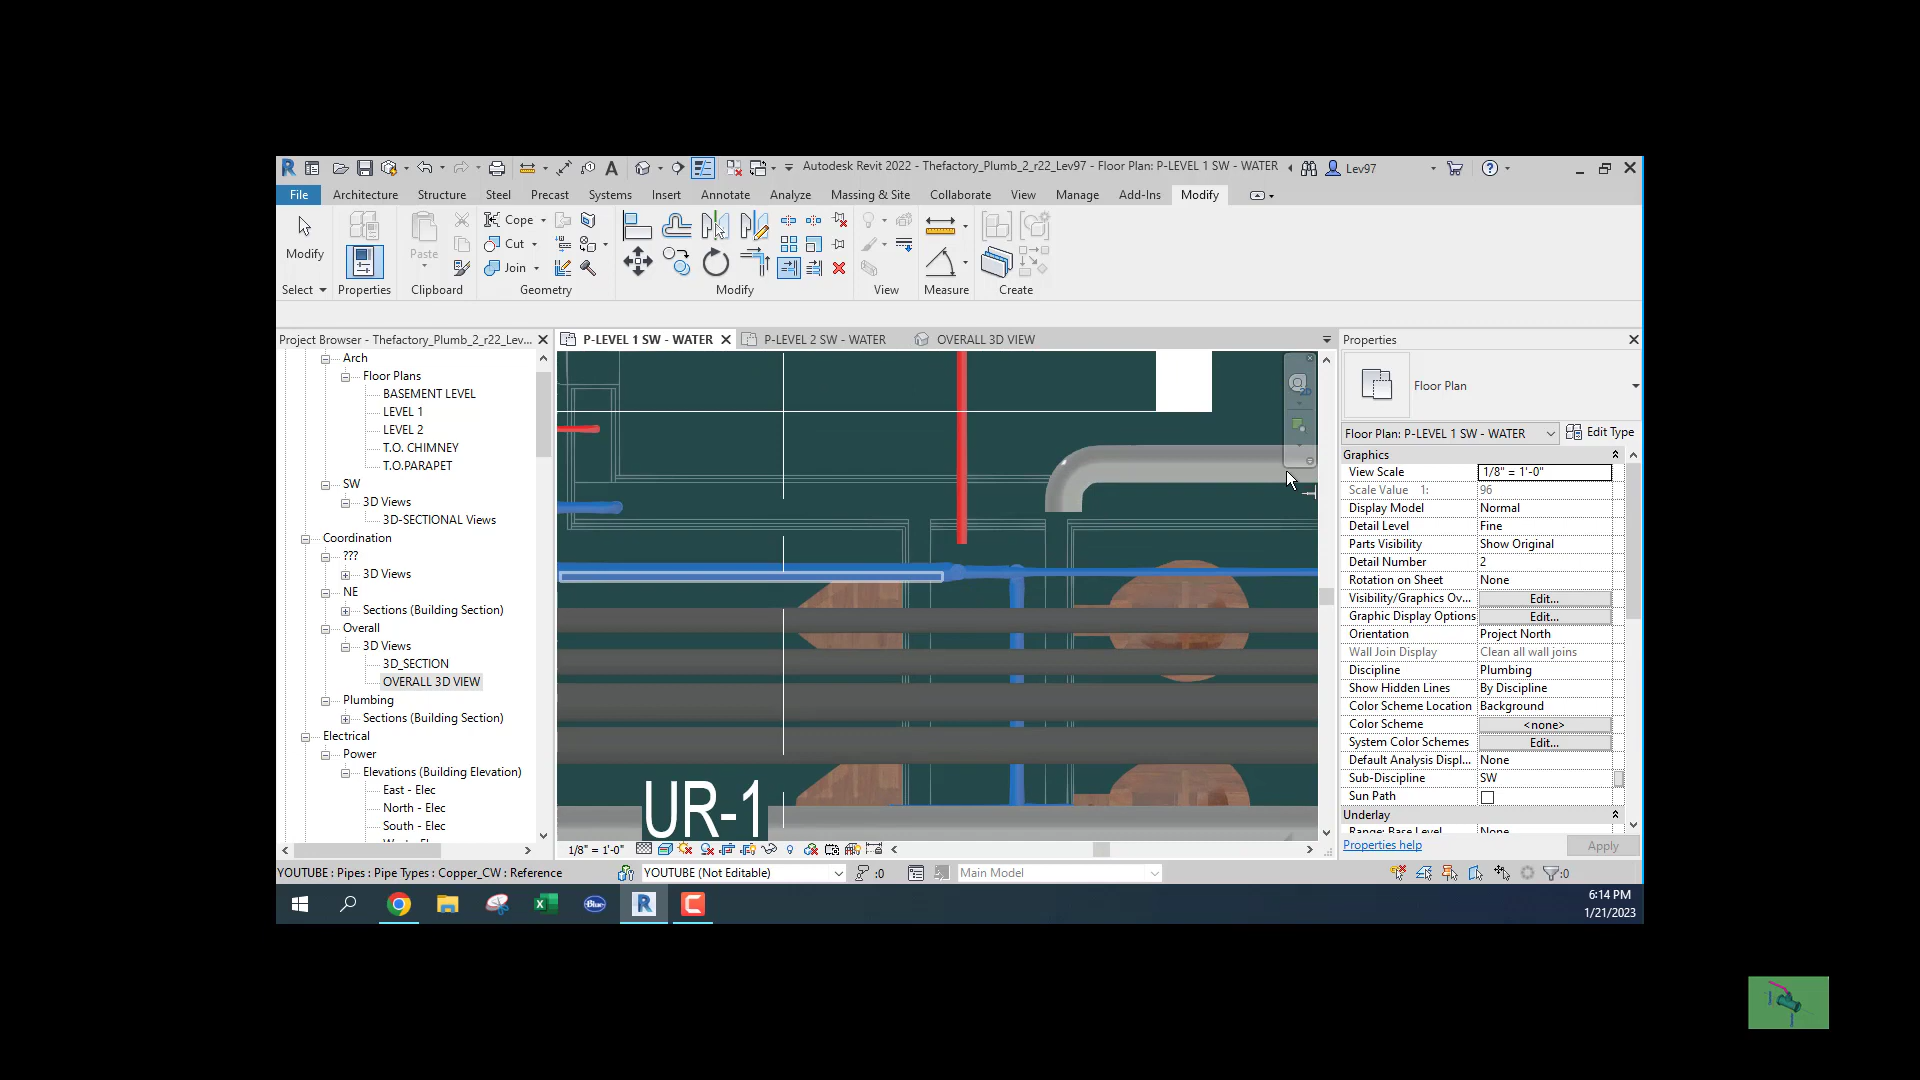 Autodesk Revit 2022 - Thefactory_Plumb_2_r22_Lev97 - Floor Plan: P-LEVEL 1 SW - WATER
Lev97
File Architecture Structure Steel Precast Systems Insert Annotate Analyze Massing & Site Collaborate View Manage Add-Ins Modify
Modify Paste Cope Cut Join
Select Properties Clipboard Geometry Modify View Measure Create
Project Browser - Thefactory_Plumb_2_r22_Lev...
P-LEVEL 1 SW - WATER P-LEVEL 2 SW - WATER OVERALL 3D VIEW
Arch
Floor Plans
BASEMENT LEVEL
LEVEL 1
LEVEL 2
T.O. CHIMNEY
T.O.PARAPET
SW
3D Views
3D-SECTIONAL Views
Coordination
???
3D Views
NE
Sections (Building Section)
Overall
3D Views
3D_SECTION
OVERALL 3D VIEW
Plumbing
Sections (Building Section)
Electrical
Power
Elevations (Building Elevation)
East - Elec
North - Elec
South - Elec
UR-1
Properties
Floor Plan
Floor Plan: P-LEVEL 1 SW - WATER Edit Type
Graphics
View Scale 1/8" = 1'-0"
Scale Value 1: 96
Display Model Normal
Detail Level Fine
Parts Visibility Show Original
Detail Number 2
Rotation on Sheet None
Visibility/Graphics Ov... Edit...
Graphic Display Options Edit...
Orientation Project North
Wall Join Display Clean all wall joins
Discipline Plumbing
Show Hidden Lines By Discipline
Color Scheme Location Background
Color Scheme <none>
System Color Schemes Edit...
Default Analysis Displ... None
Sub-Discipline SW
Sun Path
Underlay
Range: Base Level None
Properties help Apply
1/8" = 1'-0"
YOUTUBE : Pipes : Pipe Types : Copper_CW : Reference
YOUTUBE (Not Editable) :0 Main Model :0
6:14 PM
1/21/2023